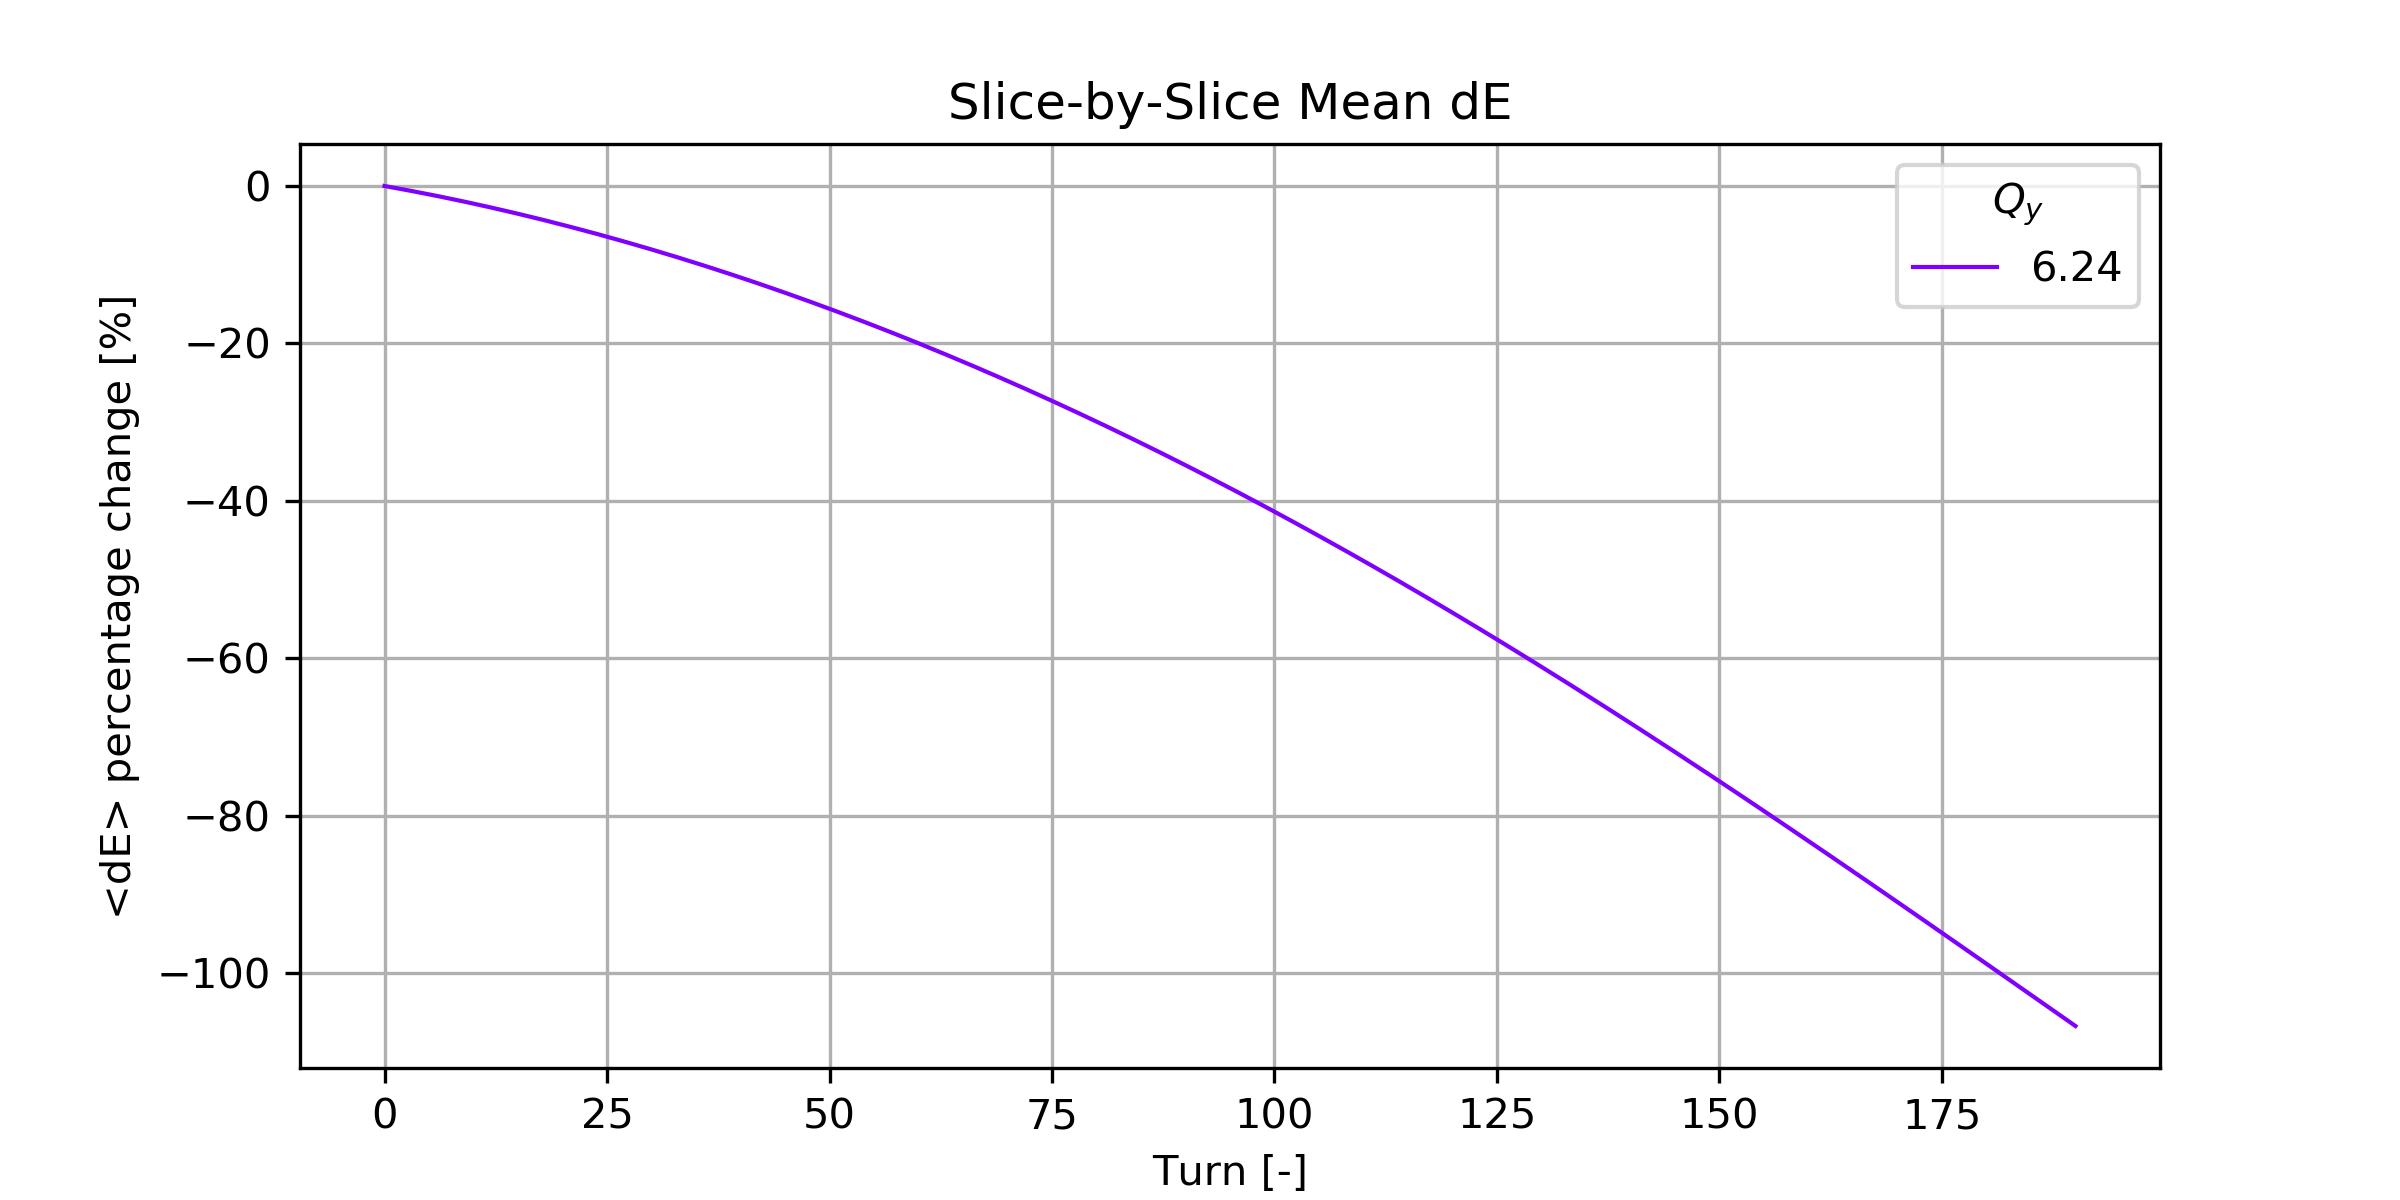 Slice-by-Slice Mean dE
<dE> percentage change [%]
0
−20
−40
−60
−80
−100
Q_y
6.24
0 25 50 75 100 125 150 175
Turn [-]